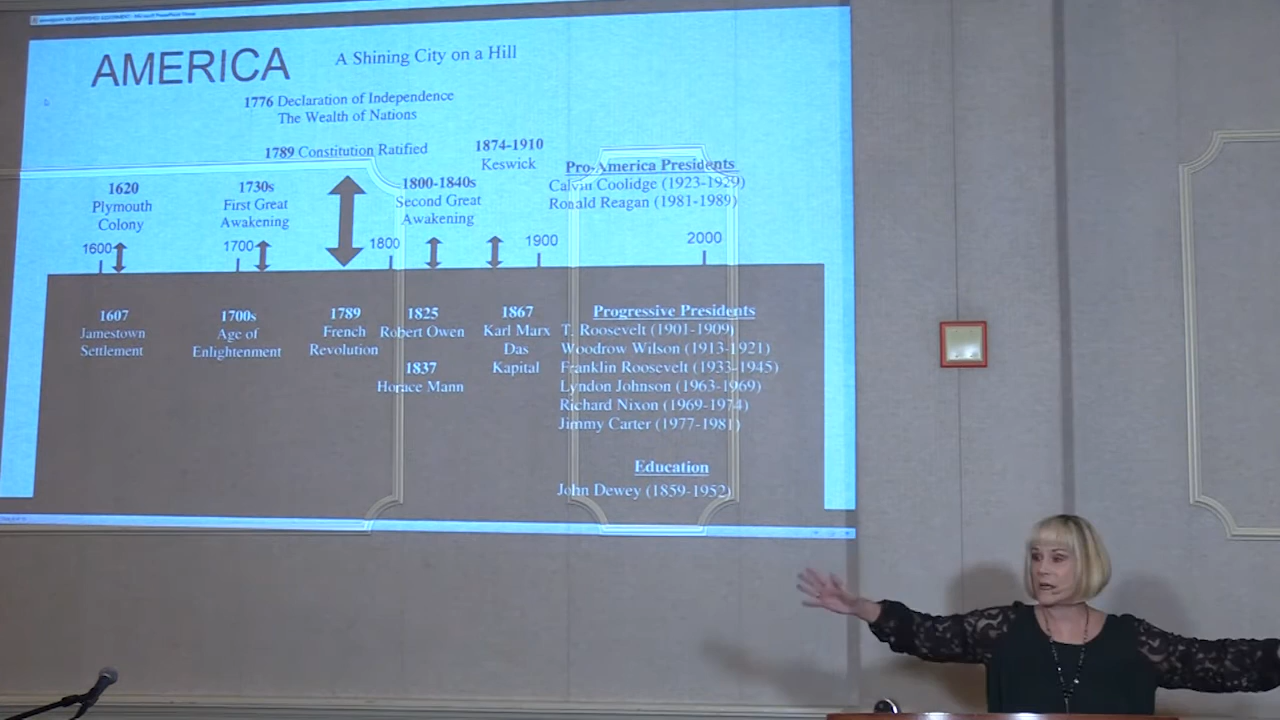 AMERICA
A Shining City on a Hill
1776 Declaration of Independence
The Wealth of Nations
1789 Constitution Ratified
1874-1910
Keswick
Pro-America Presidents
Calvin Coolidge (1923-1929)
Ronald Reagan (1981-1989)
1620
Plymouth
Colony
1730s
First Great
Awakening
1800-1840s
Second Great
Awakening
1600
1700
1800
1900
2000
1607
Jamestown
Settlement
1700s
Age of
Enlightenment
1789
French
Revolution
1825
Robert Owen
1837
Horace Mann
1867
Karl Marx
Das
Kapital
Progressive Presidents
T. Roosevelt (1901-1909)
Woodrow Wilson (1913-1921)
Franklin Roosevelt (1933-1945)
Lyndon Johnson (1963-1969)
Richard Nixon (1969-1974)
Jimmy Carter (1977-1981)
Education
John Dewey (1859-1952)